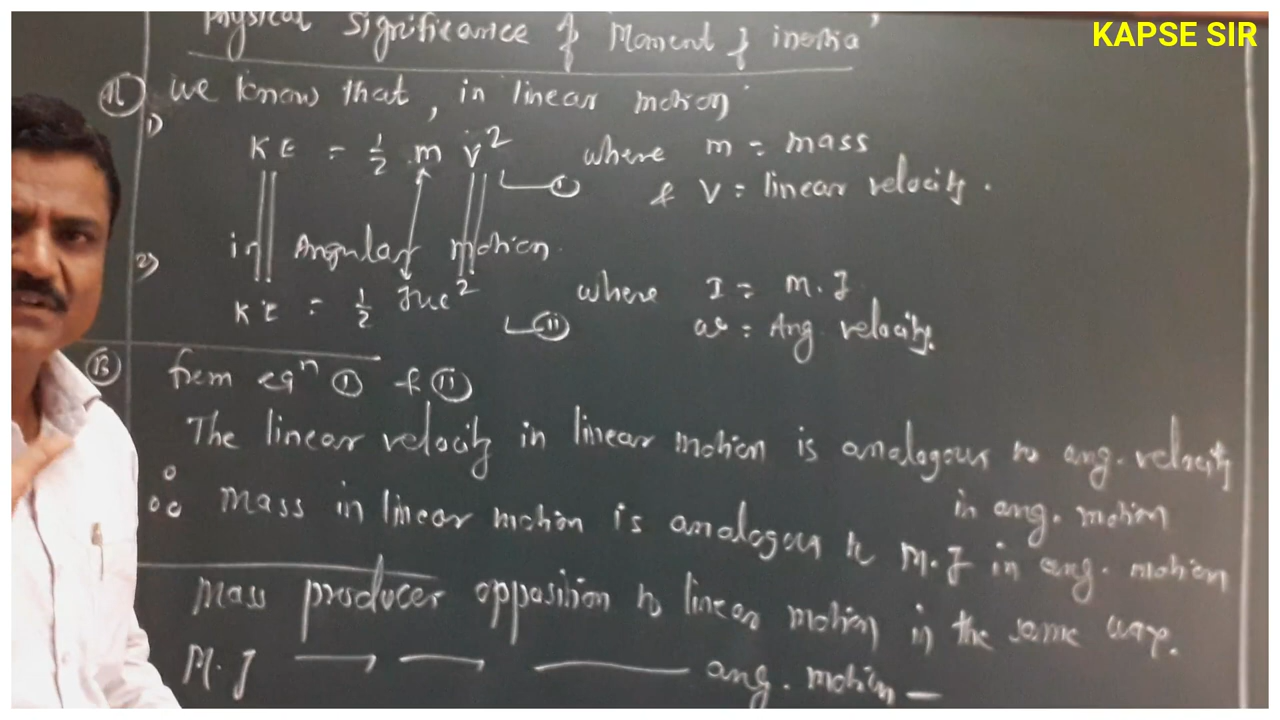 KAPSE SIR
Physical Significance of Moment of inertia"
(A) we know that, in linear motion
1)
KE = 1/2 m v² where m = mass
(I) & V = linear velocity.
2) in Angular motion.
KE = 1/2 Iω² where I = M.I
(II) ω = Ang velocity.
(B) from eqⁿ (I) & (II)
The linear velocity in linear motion is analogous to ang. velocity
in ang. motion
∴ Mass in linear motion is analogous to M.I in ang. motion
Mass produces opposition to linear motion in the same way.
M.I → → — ang. motion —